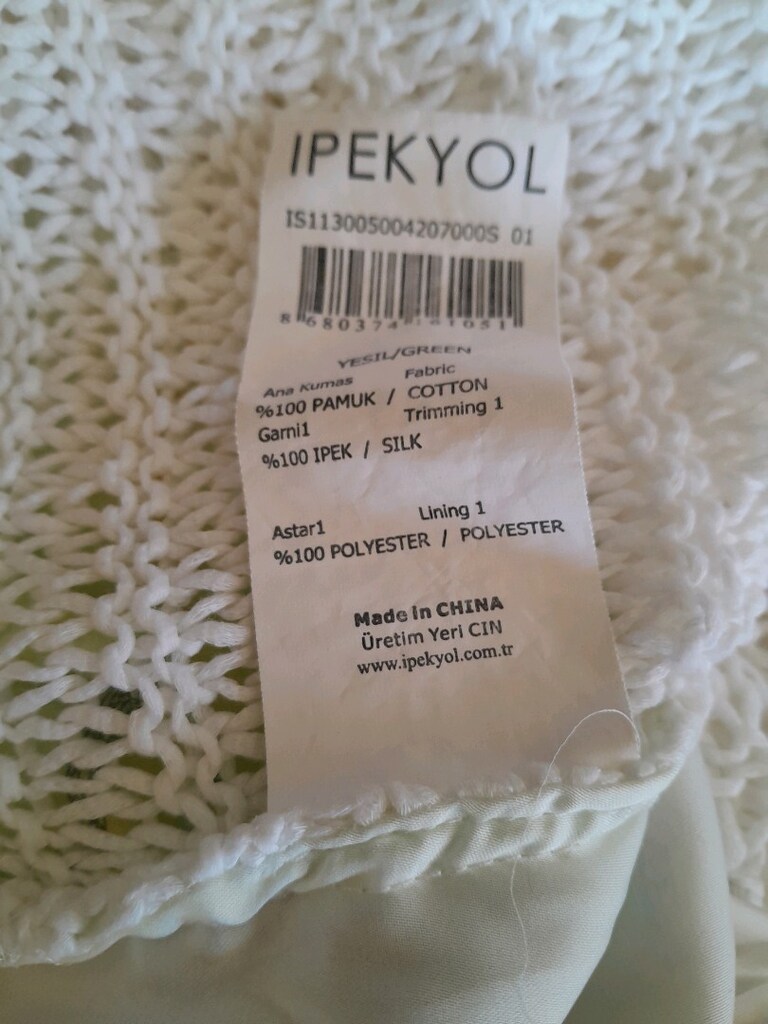 IPEKYOL
IS113005004207000S 01
YESIL/GREEN
Ana Kumas Fabric
%100 PAMUK / COTTON
Garni1 Trimming 1
%100 IPEK / SILK
Astar1 Lining 1
%100 POLYESTER / POLYESTER
Made in CHINA
Üretim Yeri CIN
www.ipekyol.com.tr